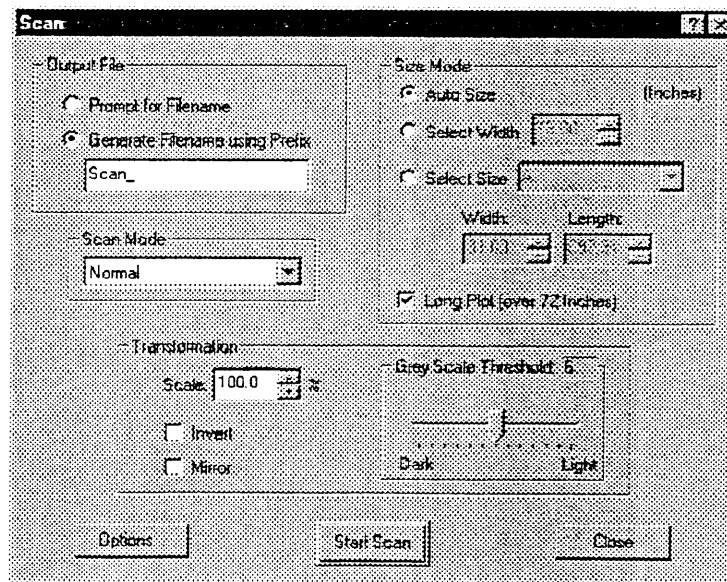 Scan
Output File
Prompt for Filename
Generate Filename using Prefix
Scan_
Scan Mode
Normal
Size Mode
Auto Size (Inches)
Select Width
Select Size
Width: Length:
Long Plot (over 72 Inches)
Transformation
Scale: 100.0 %
Invert
Mirror
Grey Scale Threshold: 6
Dark Light
Options Start Scan Close